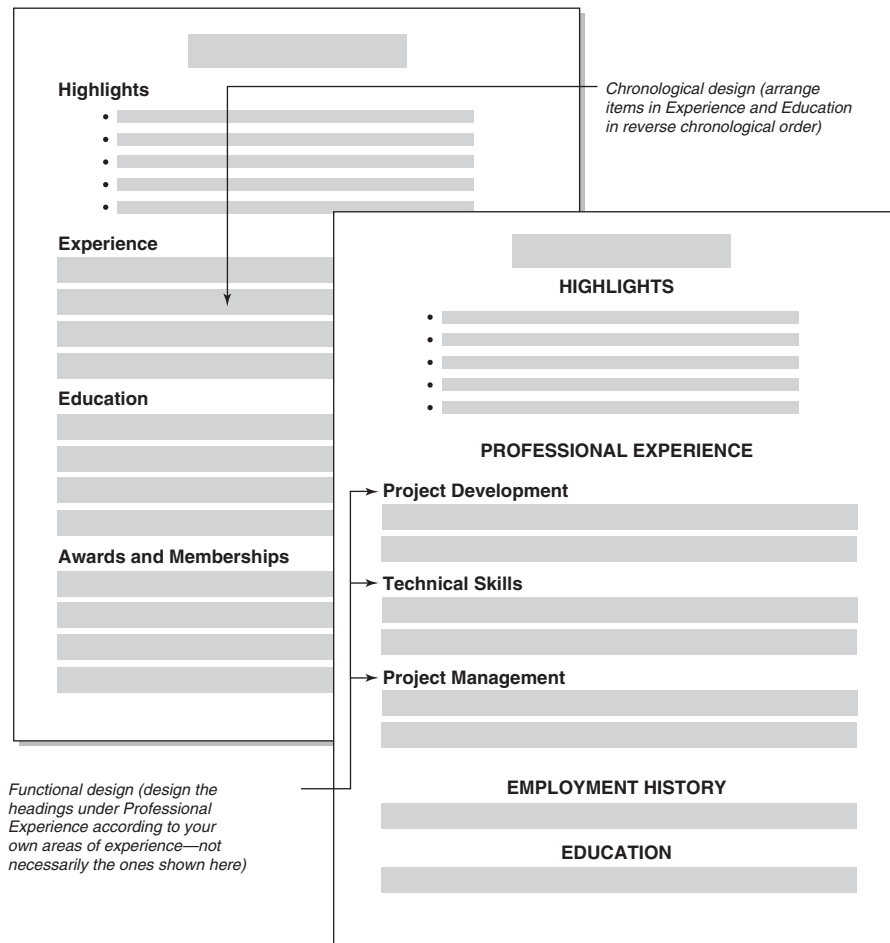 Highlights
Chronological design (arrange
items in Experience and Education
in reverse chronological order)
Experience
Education
Awards and Memberships
HIGHLIGHTS
PROFESSIONAL EXPERIENCE
Project Development
Technical Skills
Project Management
EMPLOYMENT HISTORY
EDUCATION
Functional design (design the
headings under Professional
Experience according to your
own areas of experience—not
necessarily the ones shown here)